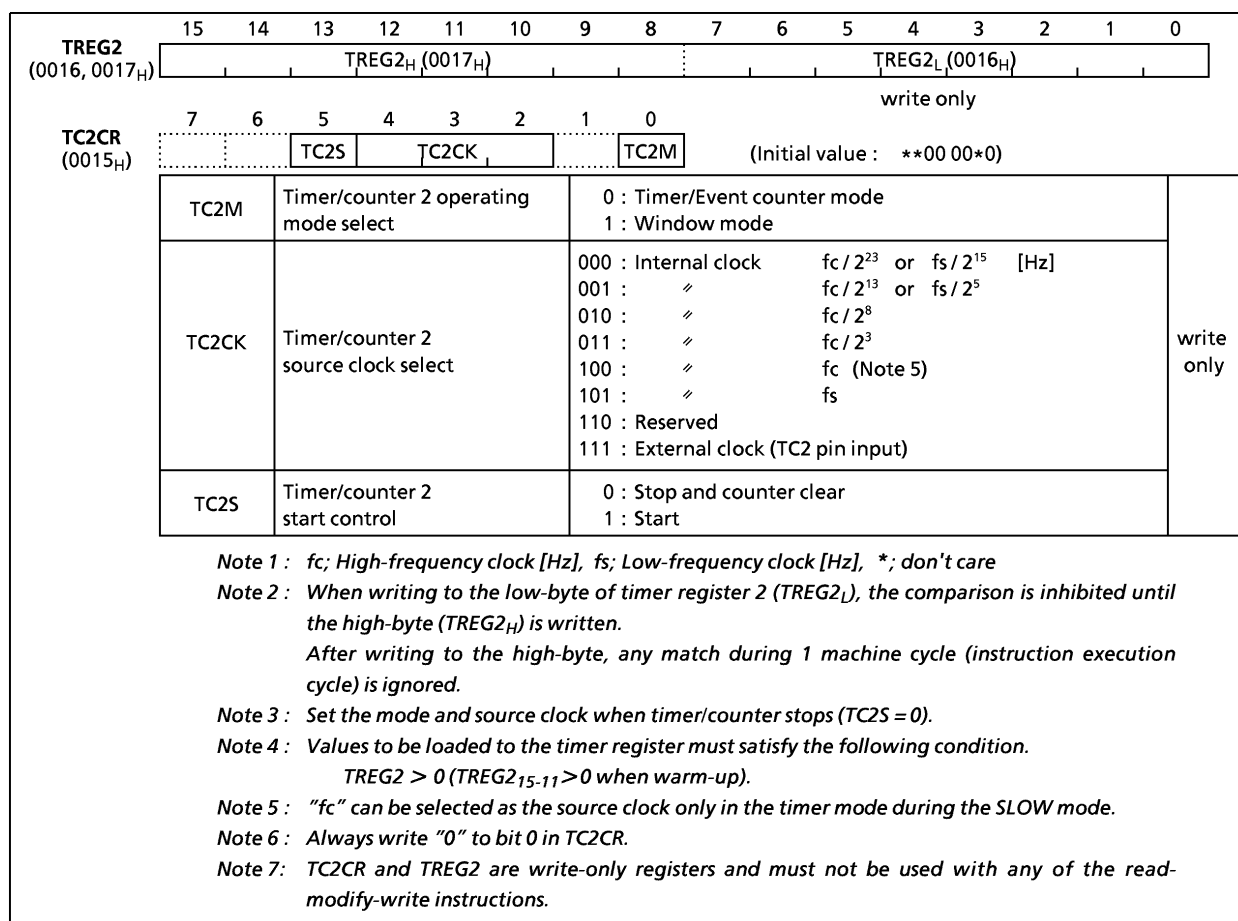 15 14 13 12 11 10 9 8 7 6 5 4 3 2 1 0
TREG2
(0016, 0017H)
TREG2H (0017H) TREG2L (0016H)
write only
7 6 5 4 3 2 1 0
TC2CR
(0015H)
TC2S TC2CK TC2M (Initial value : **00 00*0)
TC2M
Timer/counter 2 operating
mode select
0 : Timer/Event counter mode
1 : Window mode
TC2CK
Timer/counter 2
source clock select
000 : Internal clock fc / 2^23 or fs / 2^15 [Hz]
001 : 〃 fc / 2^13 or fs / 2^5
010 : 〃 fc / 2^8
011 : 〃 fc / 2^3
100 : 〃 fc (Note 5)
101 : 〃 fs
110 : Reserved
111 : External clock (TC2 pin input)
TC2S
Timer/counter 2
start control
0 : Stop and counter clear
1 : Start
write
only
Note 1 : fc; High-frequency clock [Hz], fs; Low-frequency clock [Hz], *; don't care
Note 2 : When writing to the low-byte of timer register 2 (TREG2L), the comparison is inhibited until
the high-byte (TREG2H) is written.
After writing to the high-byte, any match during 1 machine cycle (instruction execution
cycle) is ignored.
Note 3 : Set the mode and source clock when timer/counter stops (TC2S = 0).
Note 4 : Values to be loaded to the timer register must satisfy the following condition.
TREG2 > 0 (TREG215-11 > 0 when warm-up).
Note 5 : "fc" can be selected as the source clock only in the timer mode during the SLOW mode.
Note 6 : Always write "0" to bit 0 in TC2CR.
Note 7: TC2CR and TREG2 are write-only registers and must not be used with any of the read-
modify-write instructions.